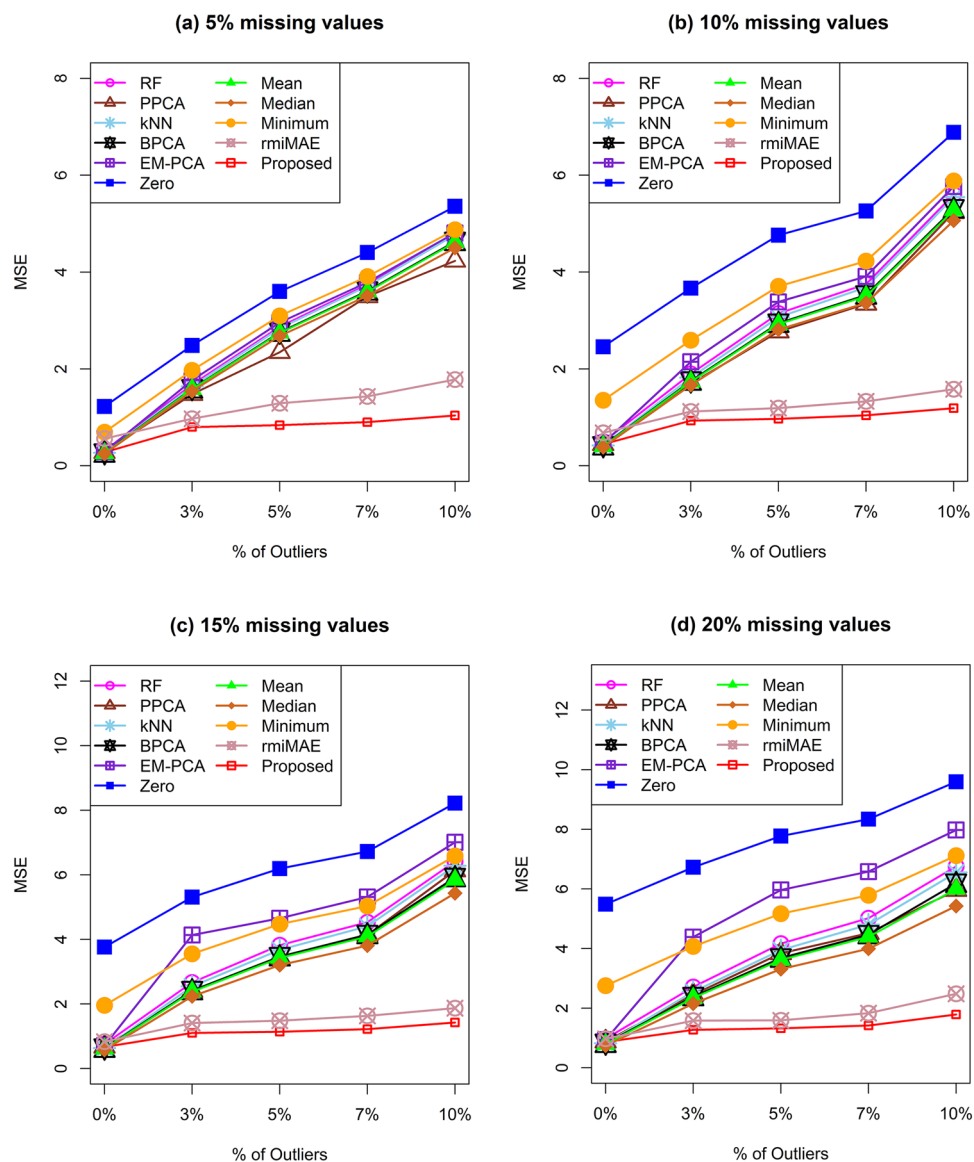 (a) 5% missing values
RF
PPCA
kNN
BPCA
EM-PCA
Zero
Mean
Median
Minimum
rmiMAE
Proposed
MSE
8
6
4
2
0
0%
3%
5%
7%
10%
% of Outliers
(b) 10% missing values
RF
PPCA
kNN
BPCA
EM-PCA
Zero
Mean
Median
Minimum
rmiMAE
Proposed
MSE
8
6
4
2
0
0%
3%
5%
7%
10%
% of Outliers
(c) 15% missing values
RF
PPCA
kNN
BPCA
EM-PCA
Zero
Mean
Median
Minimum
rmiMAE
Proposed
MSE
12
10
8
6
4
2
0
0%
3%
5%
7%
10%
% of Outliers
(d) 20% missing values
RF
PPCA
kNN
BPCA
EM-PCA
Zero
Mean
Median
Minimum
rmiMAE
Proposed
MSE
12
10
8
6
4
2
0
0%
3%
5%
7%
10%
% of Outliers